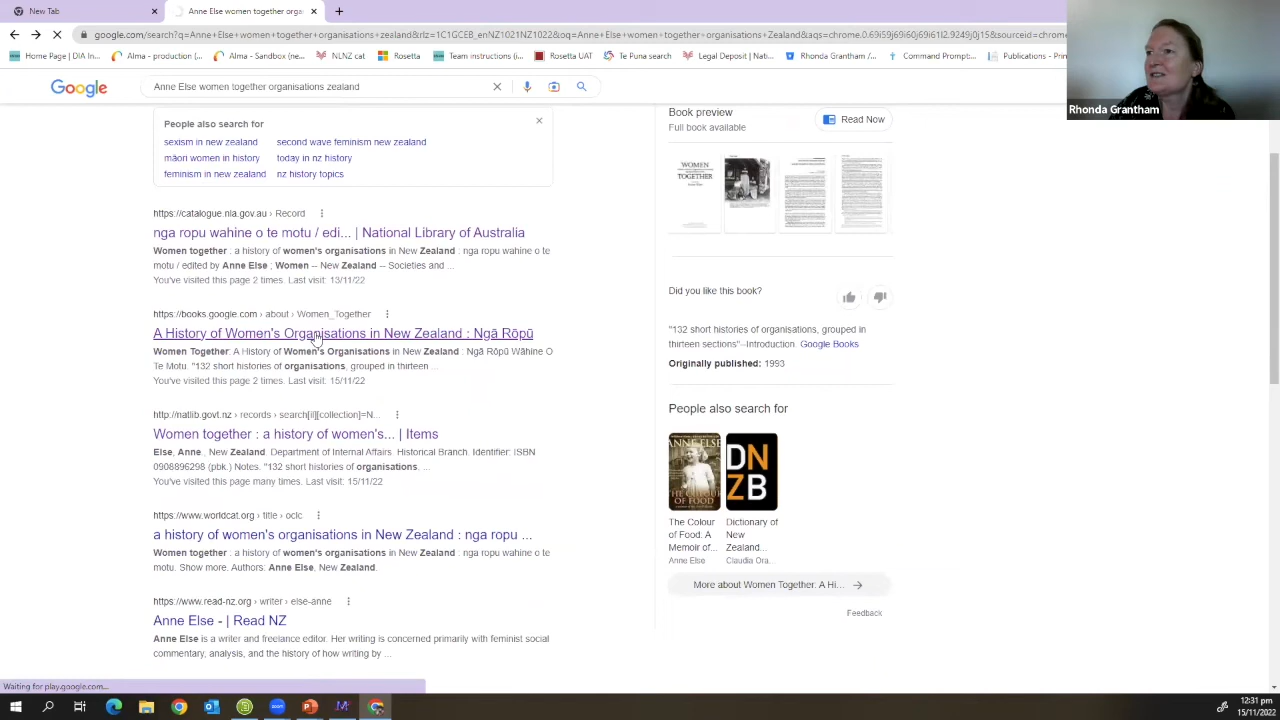 New Tab
Anne Else women together orga
google.com/search?q=Anne+Else+women+together+organisations+zealand
Home Page | DIA
Alma - production (...
Alma - Sandbox (ne...
NLNZ cat.
Rosetta
Team instructions -...
Rosetta UAT
Te Puna search
Legal Deposit | Nati...
Rhonda Grantham (...
Command Prompt:...
Publications - Priva
Rhonda Grantham
Google
Anne Else women together organisations zealand
People also search for
sexism in new zealand
second wave feminism new zealand
maori women in history
today in nz history
feminism in new zealand
› Record
nga ropu wahine o te motu / edi... | National Library of Australia
Women together : a history of women's organisations in New Zealand : nga ropu wahine o te
motu / edited by Anne Else ; Women -- New Zealand -- Societies and ...
You've visited this page 2 times. Last visit: 13/11/22
https://books.google.com › about › Women_Together
A History of Women's Organisations in New Zealand : Ngā Rōpū
Women Together: A History of Women's Organisations in New Zealand : Ngā Rōpū Wāhine O
Te Motu. "132 short histories of organisations, grouped in thirteen ...
You've visited this page 2 times. Last visit: 15/11/22
http://natlib.govt.nz › records › search[il][collection]=N...
Women together : a history of women's... | Items
Else, Anne.. New Zealand. Department of Internal Affairs. Historical Branch. Identifier: ISBN
0908896298 (pbk.) Notes. "132 short histories of organisations, ...
You've visited this page many times. Last visit: 15/11/22
https://www.worldcat.org › title › oclc
a history of women's organisations in New Zealand : nga ropu ...
Women together : a history of women's organisations in New Zealand : nga ropu wahine o te
motu. Show more. Authors: Anne Else, New Zealand.
https://www.read-nz.org › writer › else-anne
Anne Else - | Read NZ
Anne Else is a writer and freelance editor. Her writing is concerned primarily with feminist social
commentary, analysis, and the history of how writing by ...
Book preview
Full book available
Read Now
WOMEN
TOGETHER
Did you like this book?
"132 short histories of organisations, grouped in
thirteen sections"--Introduction. Google Books
Originally published: 1993
People also search for
ANNE ELSE
THE COLOUR
OF FOOD
DN
ZB
The Colour
of Food: A
Memoir of...
Anne Else
Dictionary of
New
Zealand...
Claudia Ora...
More about Women Together: A Hi...
Feedback
Waiting for play.google.com...
12:31 pm
15/11/2022